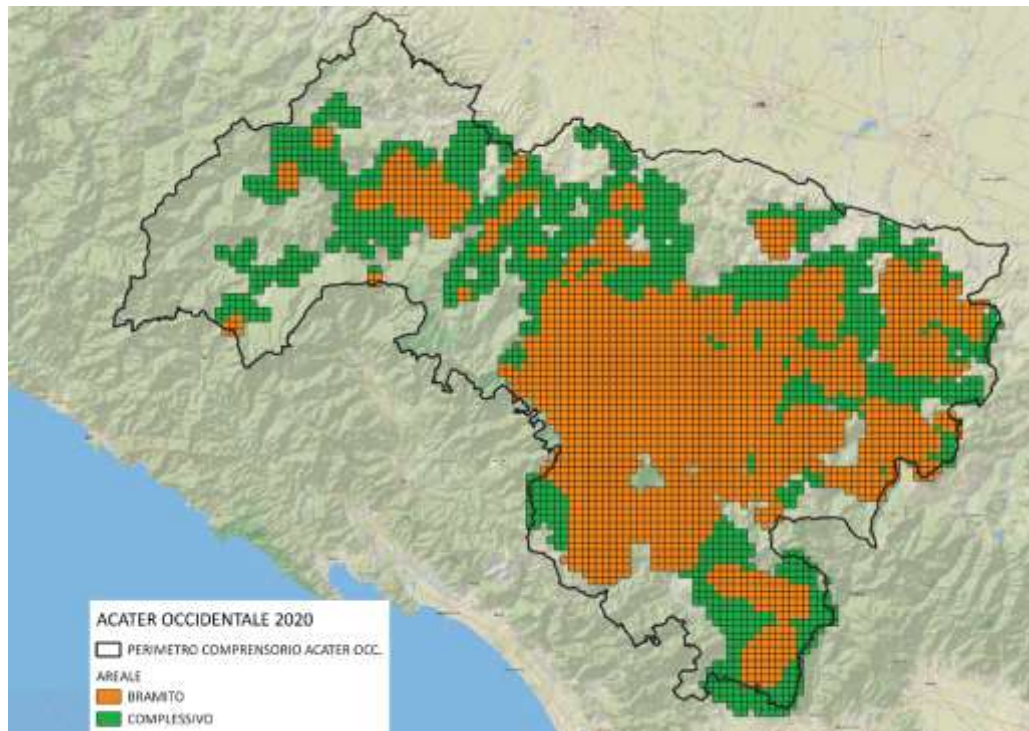 ACATER OCCIDENTALE 2020
PERIMETRO COMPRENSORIO ACATER OCC.
AREALE
BRAMITO
COMPLESSIVO